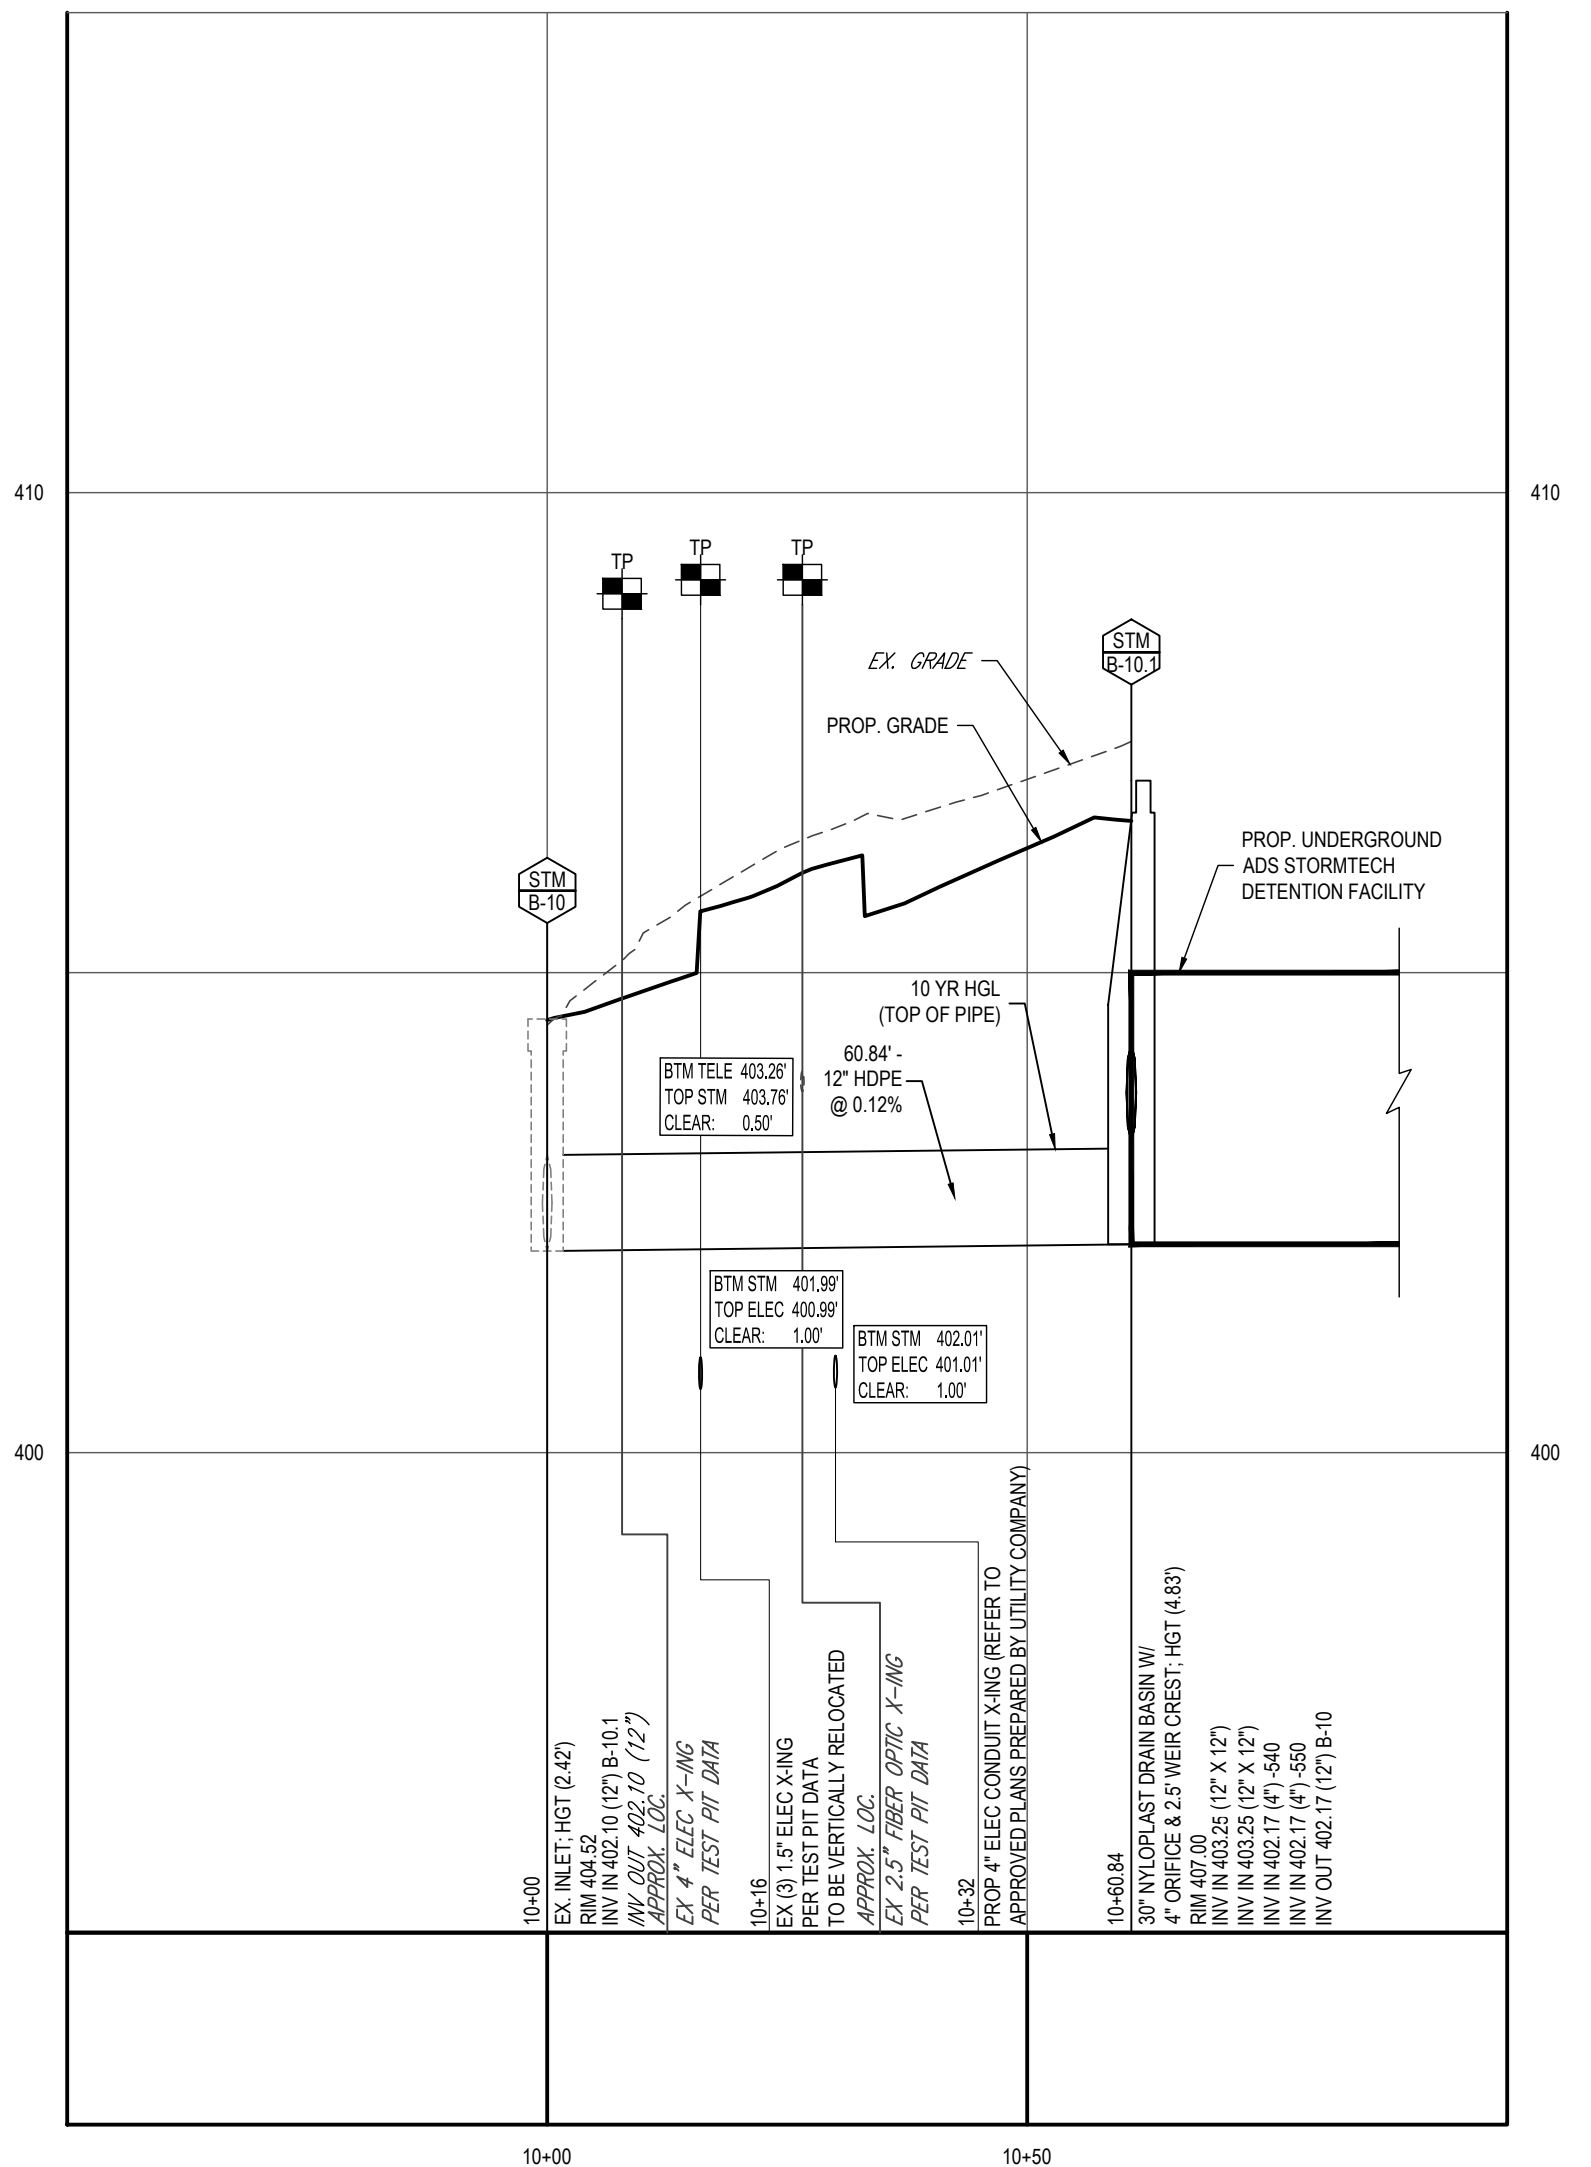 410
410
TP
TP
TP
STM
B-10.1
EX. GRADE
PROP. GRADE
PROP. UNDERGROUND
ADS STORMTECH
DETENTION FACILITY
STM
B-10
10 YR HGL
(TOP OF PIPE)
60.84' -
12" HDPE
@ 0.12%
BTM TELE 403.26'
TOP STM 403.76'
CLEAR: 0.50'
BTM STM 401.99'
TOP ELEC 400.99'
CLEAR: 1.00'
BTM STM 402.01'
TOP ELEC 401.01'
CLEAR: 1.00'
400
400
10+00
EX. INLET; HGT (2.42')
RIM 404.52
INV IN 402.10 (12") B-10.1
INV OUT 402.10 (12")
APPROX. LOC.
EX 4" ELEC X-ING
PER TEST PIT DATA
10+16
EX (3) 1.5" ELEC X-ING
PER TEST PIT DATA
TO BE VERTICALLY RELOCATED
APPROX. LOC.
EX 2.5" FIBER OPTIC X-ING
PER TEST PIT DATA
10+32
PROP 4" ELEC CONDUIT X-ING (REFER TO
APPROVED PLANS PREPARED BY UTILITY COMPANY)
10+60.84
30" NYLOPLAST DRAIN BASIN W/
4" ORIFICE & 2.5' WEIR CREST; HGT (4.83')
RIM 407.00
INV IN 403.25 (12" X 12")
INV IN 403.25 (12" X 12")
INV IN 402.17 (4") -540
INV IN 402.17 (4") -550
INV OUT 402.17 (12") B-10
10+00
10+50